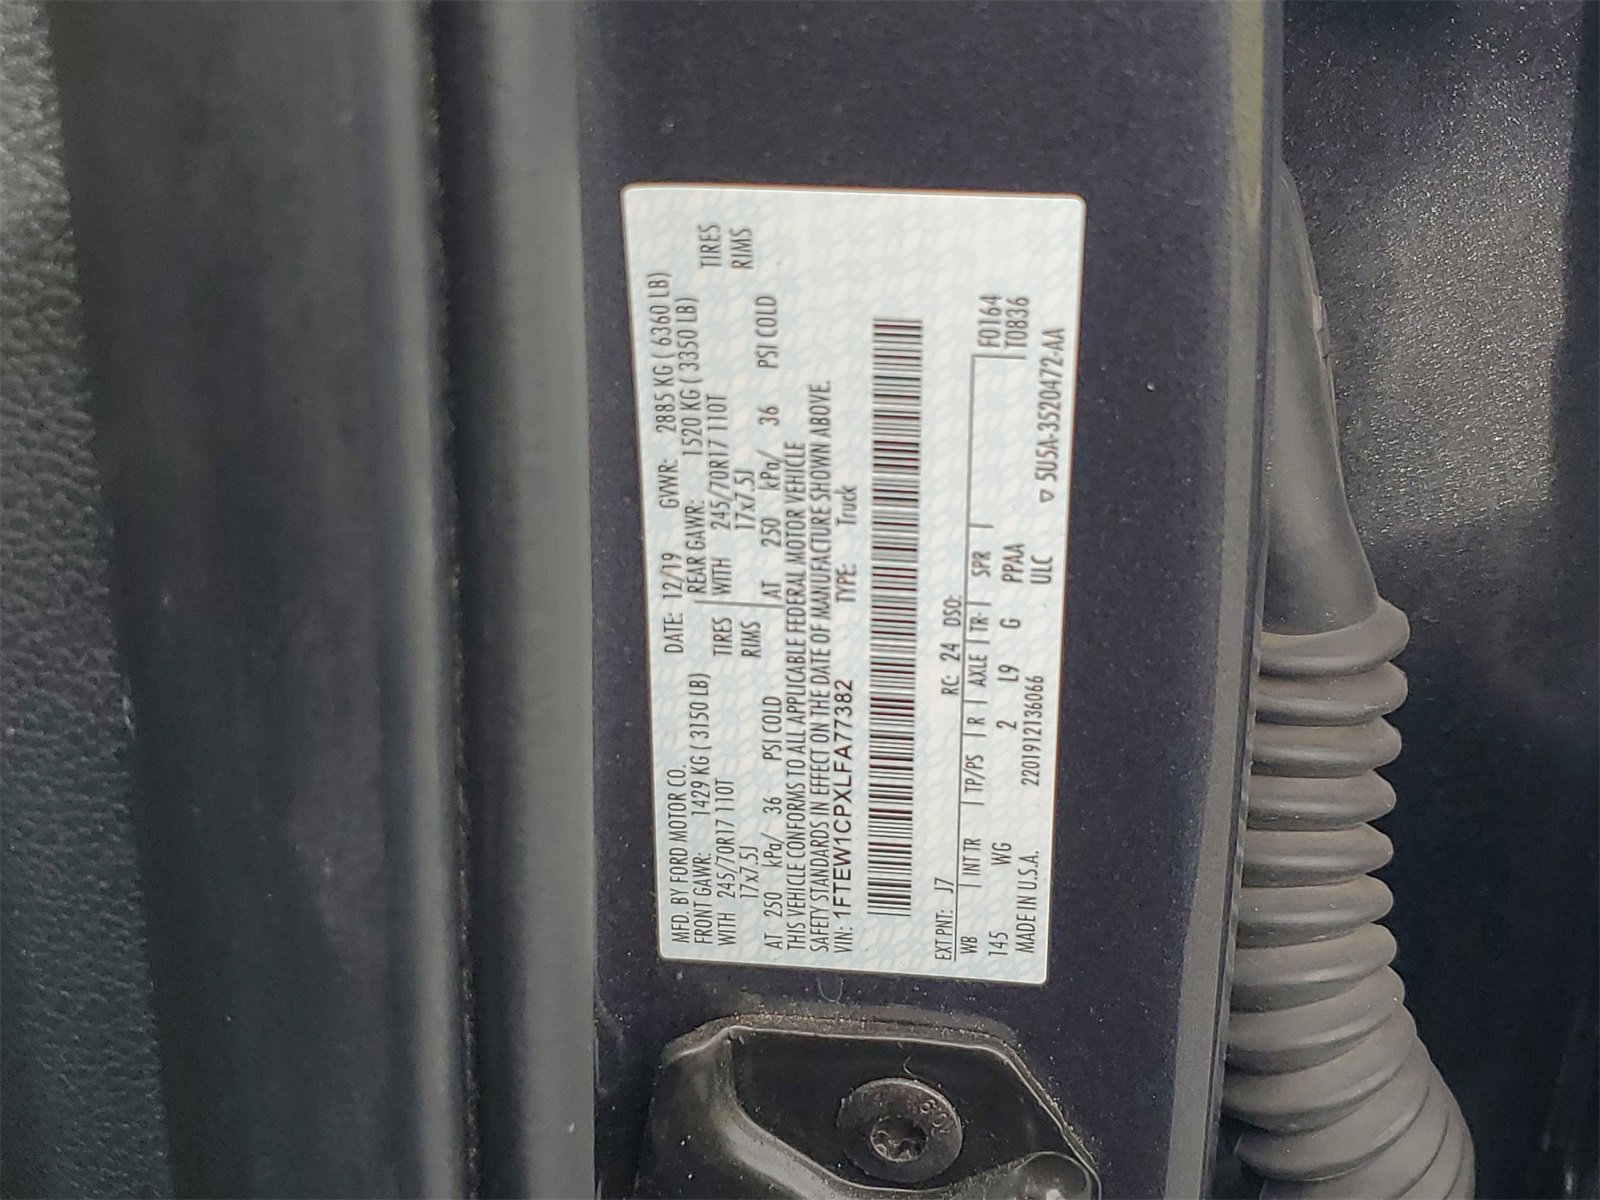 MFD. BY FORD MOTOR CO.
DATE: 12/19 GVWR: 2885 KG ( 6360 LB)
FRONT GAWR: 1429 KG ( 3150 LB) REAR GAWR: 1520 KG ( 3350 LB)
WITH 245/70R17 110T TIRES WITH 245/70R17 110T TIRES
17x7.5J RIMS 17x7.5J RIMS
AT 250 kPa/ 36 PSI COLD AT 250 kPa/ 36 PSI COLD
THIS VEHICLE CONFORMS TO ALL APPLICABLE FEDERAL MOTOR VEHICLE
SAFETY STANDARDS IN EFFECT ON THE DATE OF MANUFACTURE SHOWN ABOVE.
VIN: 1FTEW1CPXLFA77382 TYPE: Truck
EXT PNT: J7 RC: 24 DSO: F0164
WB INT TR TP/PS R AXLE TR SPR T0836
145 WG 2 L9 G PPAA
MADE IN U.S.A. 220191213606​6 ULC
▽ 5U5A-3520472-AA